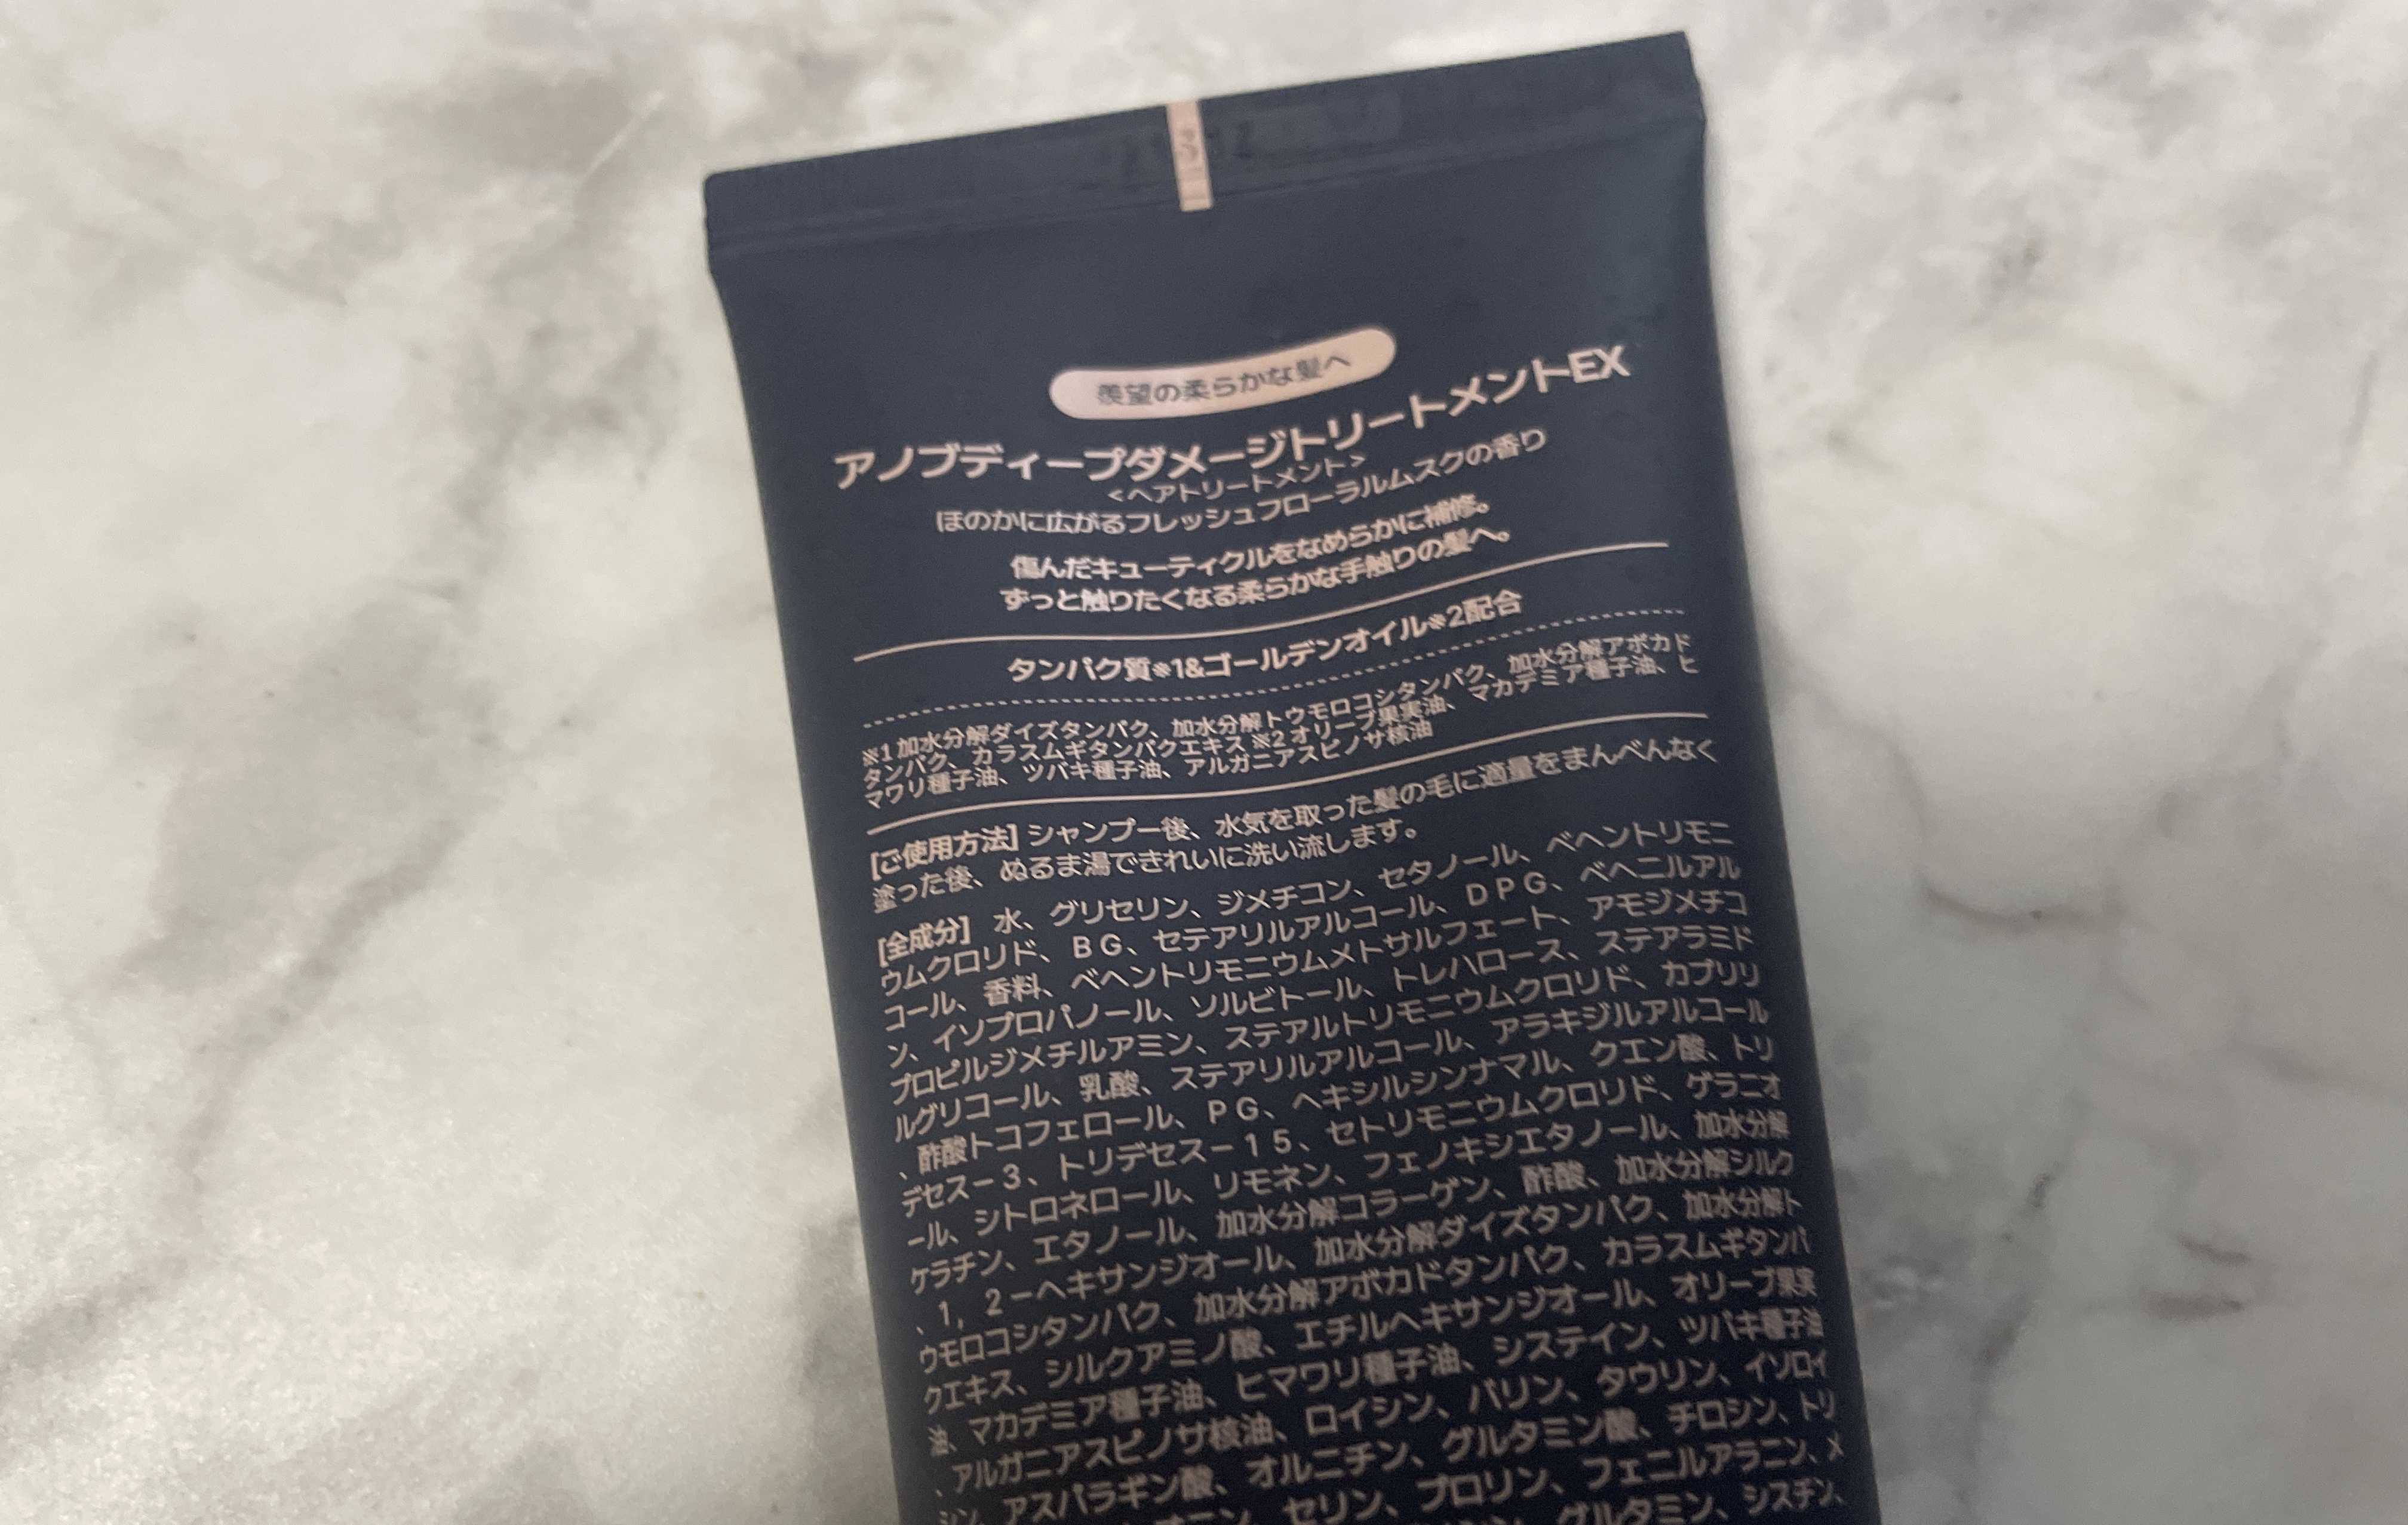 羨望の柔らかな髪へ
アノブディープダメージトリートメントEX
<ヘアトリートメント>
ほのかに広がるフレッシュフローラルムスクの香り
傷んだキューティクルをなめらかに補修。
ずっと触りたくなる柔らかな手触りの髪へ。
タンパク質※1&ゴールデンオイル※2配合
※1 加水分解ダイズタンパク、加水分解トウモロコシタンパク、加水分解アボカド
タンパク、カラスムギタンパクエキス ※2 オリーブ果実油、マカデミア種子油、ヒ
マワリ種子油、ツバキ種子油、アルガニアスピノサ核油
[ご使用方法] シャンプー後、水気を取った髪の毛に適量をまんべんなく
塗った後、ぬるま湯できれいに洗い流します。
[全成分] 水、グリセリン、ジメチコン、セタノール、ベヘントリモニ
ウムクロリド、BG、セテアリルアルコール、DPG、ベヘニルアル
コール、香料、ベヘントリモニウムメトサルフェート、アモジメチコ
ン、イソプロパノール、ソルビトール、トレハロース、ステアラミド
プロピルジメチルアミン、ステアルトリモニウムクロリド、カプリリ
ルグリコール、乳酸、ステアリルアルコール、アラキジルアルコール
、酢酸トコフェロール、PG、ヘキシルシンナマル、クエン酸、トリ
デセスー3、トリデセスー15、セトリモニウムクロリド、ゲラニオ
ール、シトロネロール、リモネン、フェノキシエタノール、加水分解
ケラチン、エタノール、加水分解コラーゲン、酢酸、加水分解シルク
、1，2ーヘキサンジオール、加水分解ダイズタンパク、加水分解ト
ウモロコシタンパク、加水分解アボカドタンパク、カラスムギタンパ
クエキス、シルクアミノ酸、エチルヘキサンジオール、オリーブ果実
油、マカデミア種子油、ヒマワリ種子油、システイン、ツバキ種子油
、アルガニアスピノサ核油、ロイシン、バリン、タウリン、イソロイ
シン、アスパラギン酸、オルニチン、グルタミン酸、チロシン、トリ
セリン、プロリン、フェニルアラニン、メ
グルタミン、シスチン、